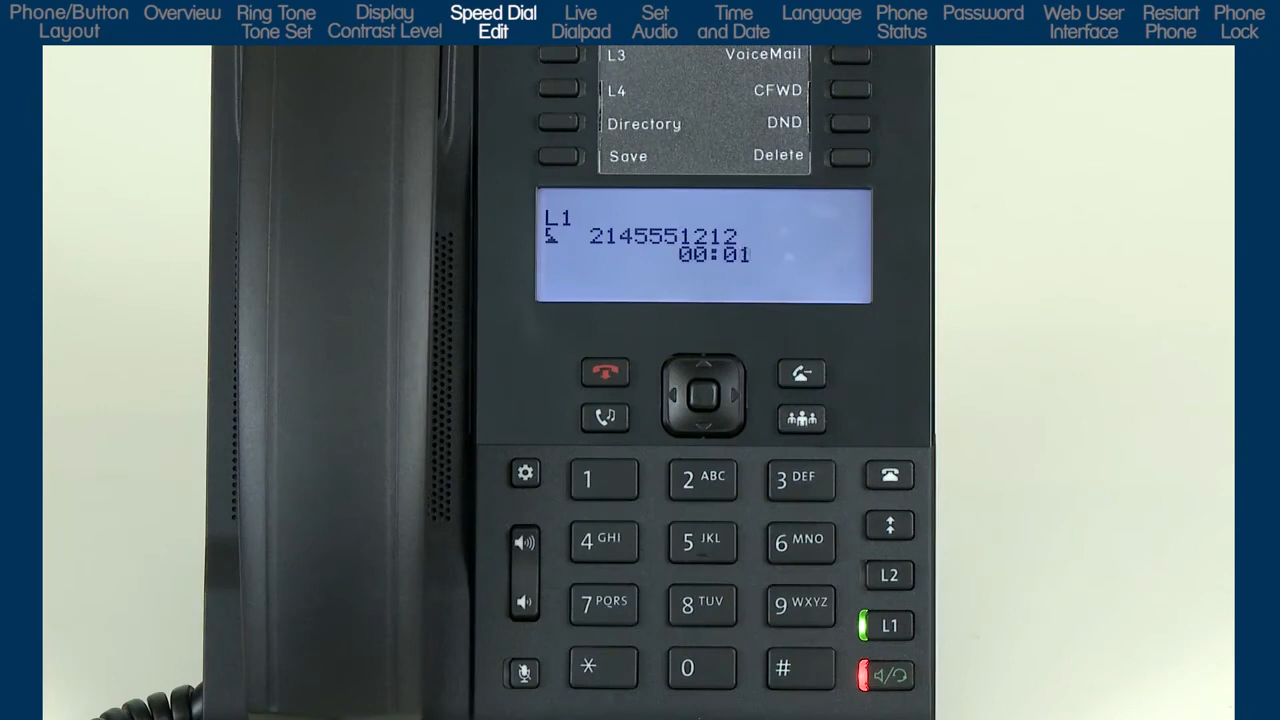 Phone/Button
Layout
Overview
Ring Tone
Tone Set
Display
Contrast Level
Speed Dial
Edit
Live
Dialpad
Set
Audio
Time
and Date
Language
Phone
Status
Password
Web User
Interface
Restart
Phone
Phone
Lock
L3 VoiceMail
L4 CFWD
Directory DND
Save Delete
L1
2145551212
00:01
1 2 ABC 3 DEF
4 GHI 5 JKL 6 MNO
L2
7 PQRS 8 TUV 9 WXYZ
L1
* 0 #